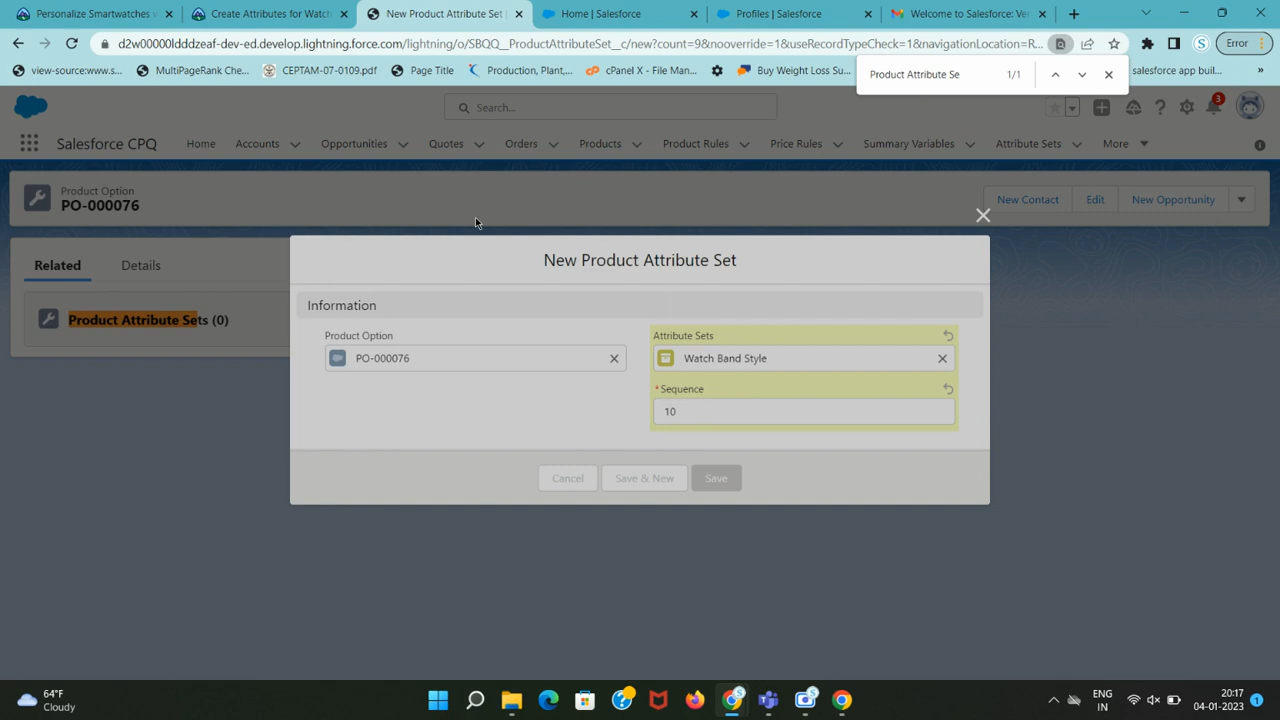 Personalize Smartwatches v
Create Attributes for Watch
New Product Attribute Set |
Home | Salesforce
Profiles | Salesforce
Welcome to Salesforce: Ver
d2w00000ldddzeaf-dev-ed.develop.lightning.force.com/lightning/o/SBQQ__ProductAttributeSet__c/new?count=9&nooverride=1&useRecordTypeCheck=1&navigationLocation=R...
Error
view-source:www.s...
MultiPageRank Che...
CEPTAM-07-0109.pdf
Page Title
Production, Plant,...
cPanel X - File Man...
Buy Weight Loss Su...
salesforce app buil...
»
Product Attribute Se 1/1
Search...
3
Salesforce CPQ
Home
Accounts
Opportunities
Quotes
Orders
Products
Product Rules
Price Rules
Summary Variables
Attribute Sets
More
Product Option
PO-000076
New Contact
Edit
New Opportunity
Related
Details
Product Attribute Sets (0)
New Product Attribute Set
Information
Product Option
PO-000076
Attribute Sets
Watch Band Style
* Sequence
10
Cancel
Save & New
Save
64°F
Cloudy
ENG
IN
20:17
04-01-2023
1